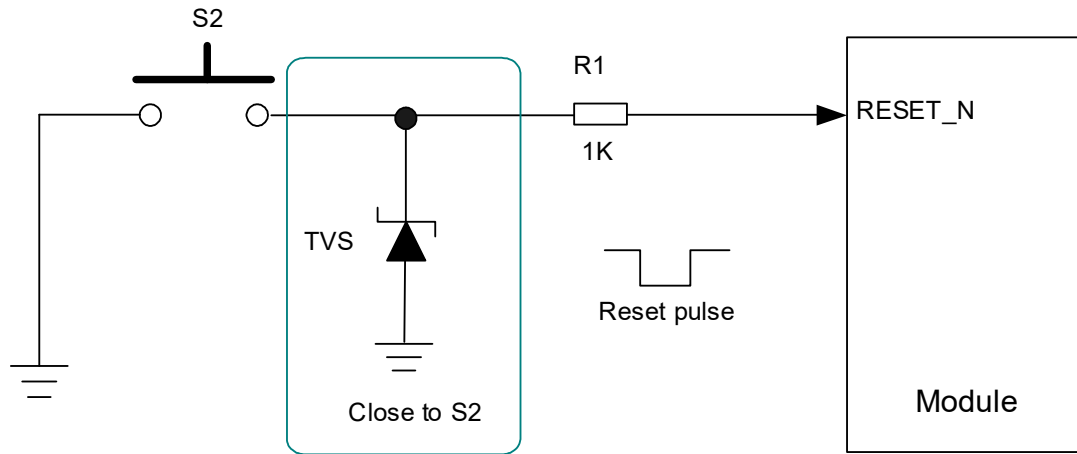 S2
R1
RESET_N
1K
TVS
Reset pulse
Close to S2
Module